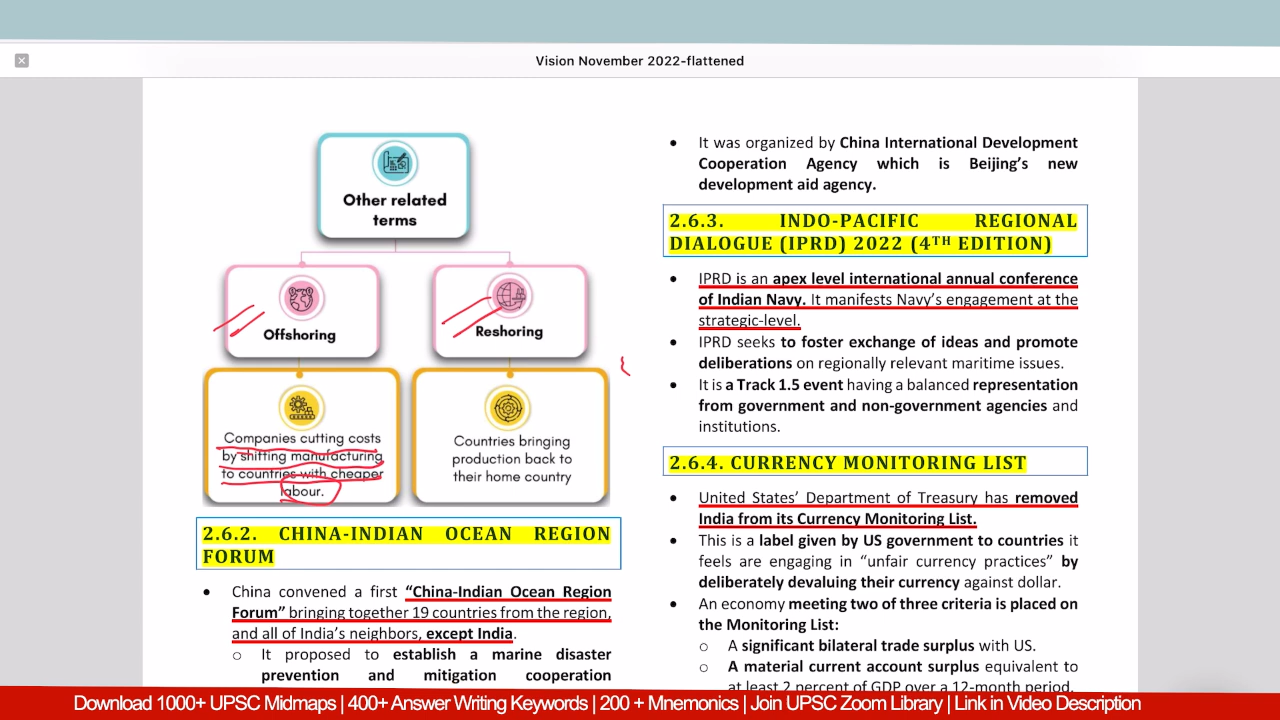 Vision November 2022-flattened
Other related
terms
Offshoring
Reshoring
Companies cutting costs
by shifting manufacturing
to countries with cheaper
labour.
Countries bringing
production back to
their home country
2.6.2. CHINA-INDIAN OCEAN REGION
FORUM
• China convened a first “China-Indian Ocean Region
Forum” bringing together 19 countries from the region,
and all of India’s neighbors, except India.
o It proposed to establish a marine disaster
prevention and mitigation cooperation
• It was organized by China International Development
Cooperation Agency which is Beijing’s new
development aid agency.
2.6.3. INDO-PACIFIC REGIONAL
DIALOGUE (IPRD) 2022 (4TH EDITION)
• IPRD is an apex level international annual conference
of Indian Navy. It manifests Navy’s engagement at the
strategic-level.
• IPRD seeks to foster exchange of ideas and promote
deliberations on regionally relevant maritime issues.
• It is a Track 1.5 event having a balanced representation
from government and non-government agencies and
institutions.
2.6.4. CURRENCY MONITORING LIST
• United States’ Department of Treasury has removed
India from its Currency Monitoring List.
• This is a label given by US government to countries it
feels are engaging in “unfair currency practices” by
deliberately devaluing their currency against dollar.
• An economy meeting two of three criteria is placed on
the Monitoring List:
o A significant bilateral trade surplus with US.
o A material current account surplus equivalent to
at least 2 percent of GDP over a 12-month period.
Download 1000+ UPSC Midmaps | 400+ Answer Writing Keywords | 200 + Mnemonics | Join UPSC Zoom Library | Link in Video Description